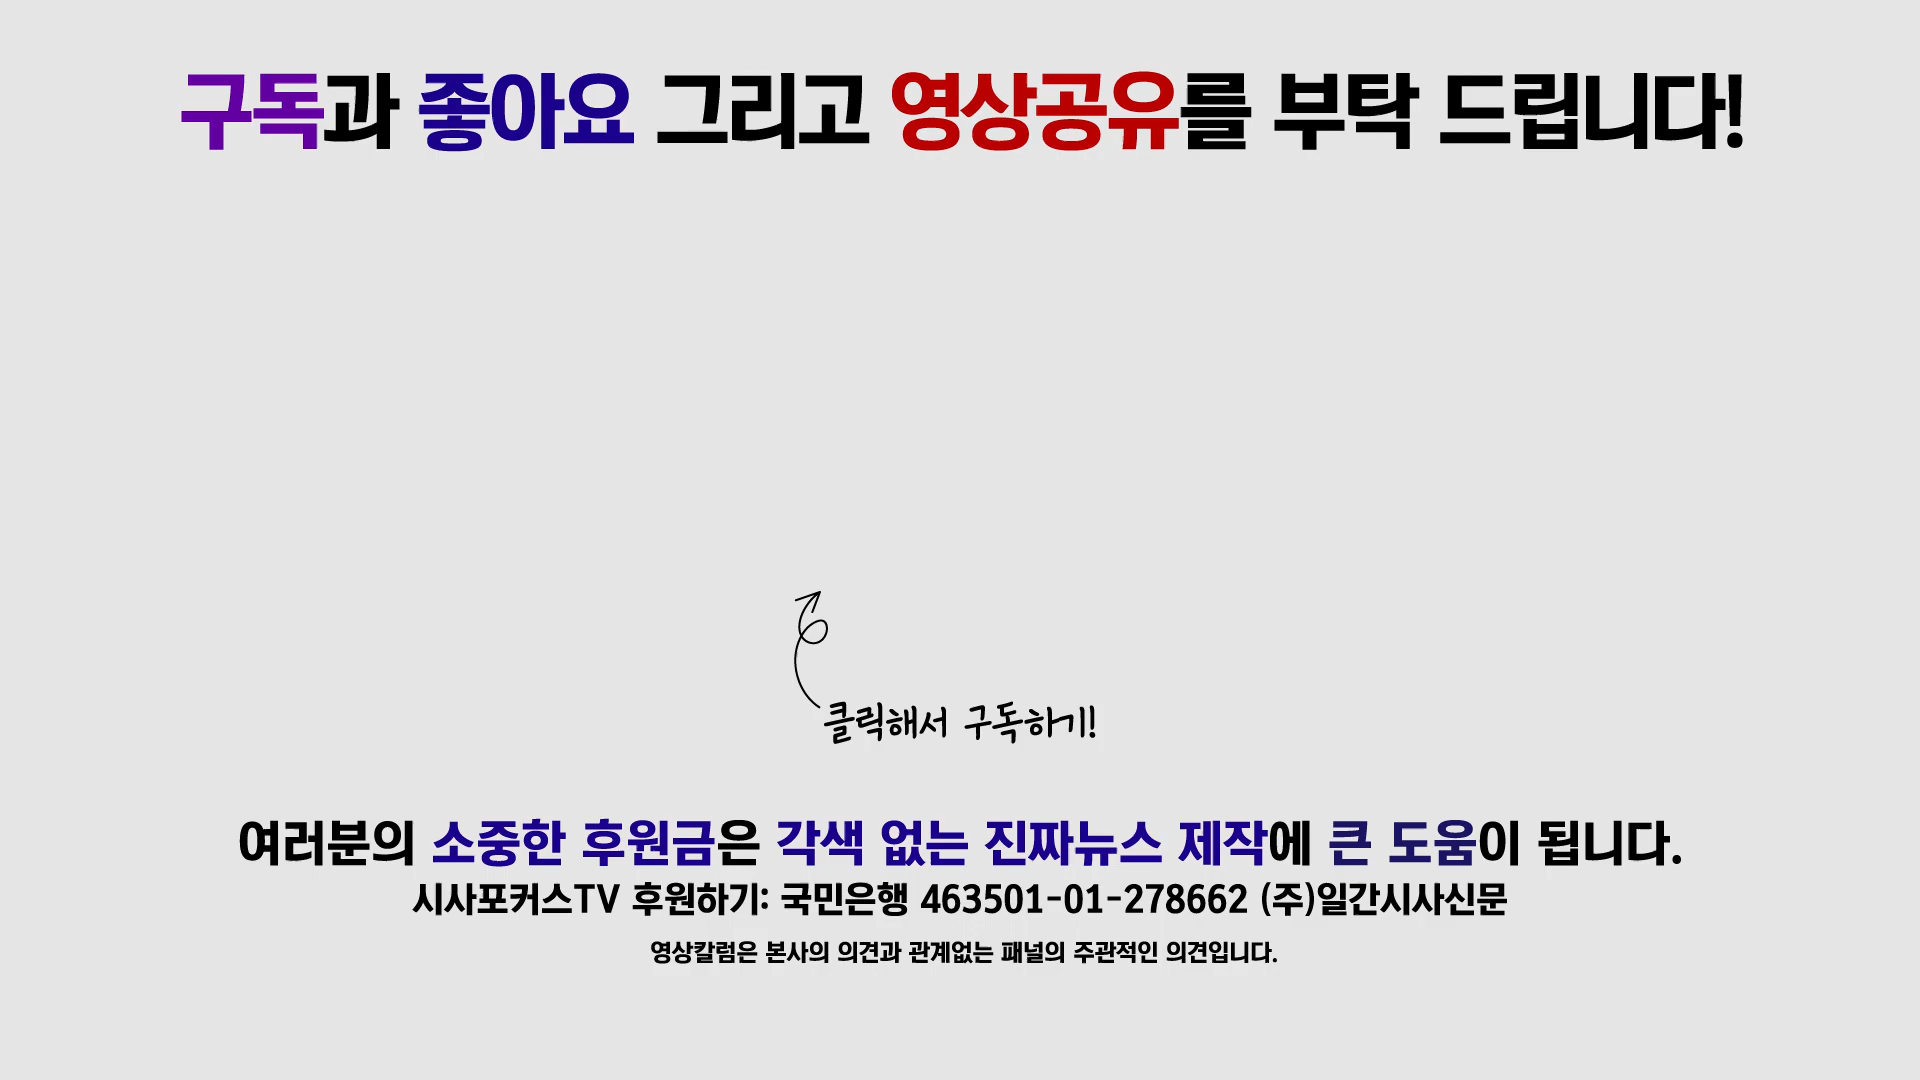 구독과 좋아요 그리고 영상공유를 부탁 드립니다!
클릭해서 구독하기!
여러분의 소중한 후원금은 각색 없는 진짜뉴스 제작에 큰 도움이 됩니다.
시사포커스TV 후원하기: 국민은행 463501-01-278662 (주)일간시사신문
영상칼럼은 본사의 의견과 관계없는 패널의 주관적인 의견입니다.